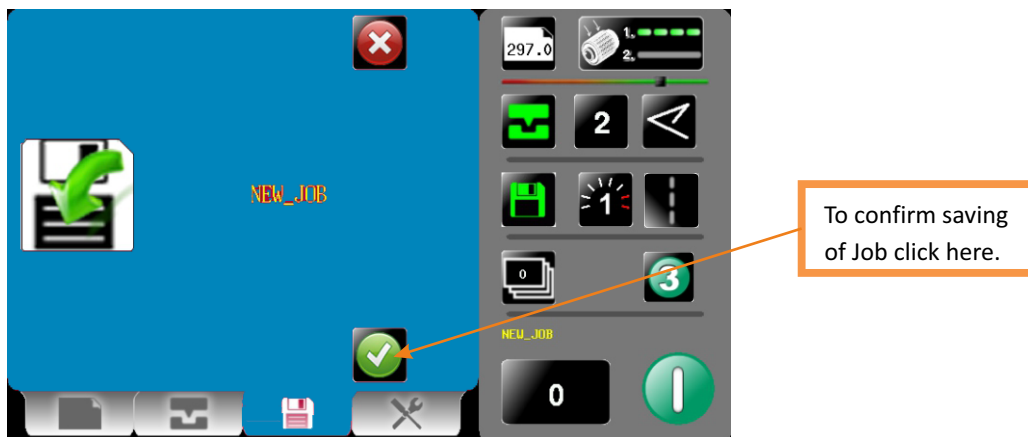 297.0
1.
2.
2
NEW_JOB
1
0
3
NEW_JOB
0
To confirm saving
of Job click here.